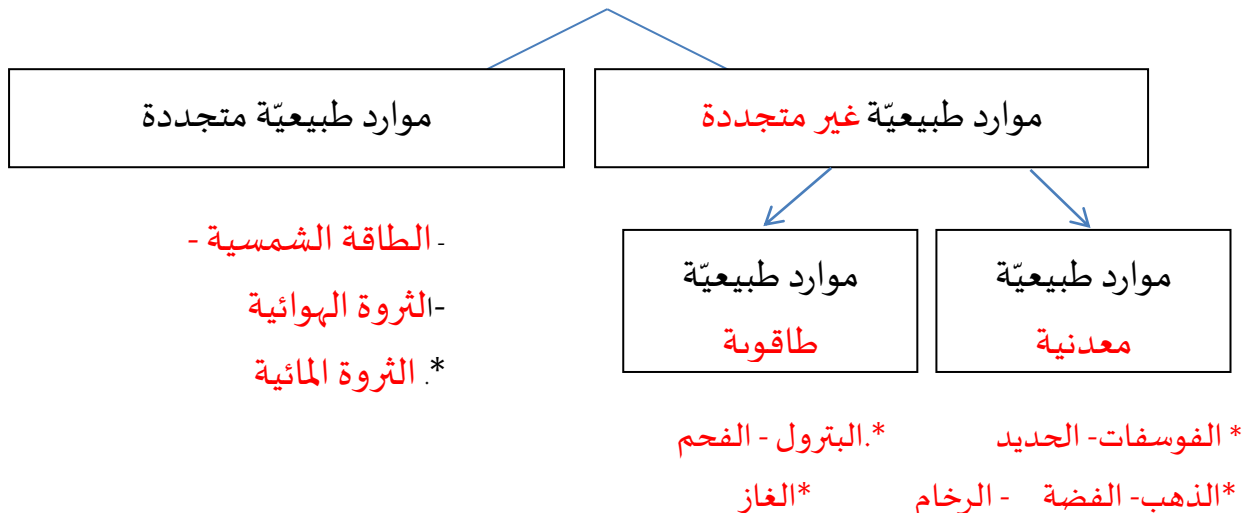 موارد طبيعيّة غير متجددة
موارد طبيعيّة متجددة
موارد طبيعيّة
معدنية
موارد طبيعيّة
طاقوية
* الفوسفات- الحديد
*الذهب- الفضة - الرخام
*.البترول - الفحم
*الغاز
- الطاقة الشمسية -
-الثروة الهوائية
*. الثروة المائية